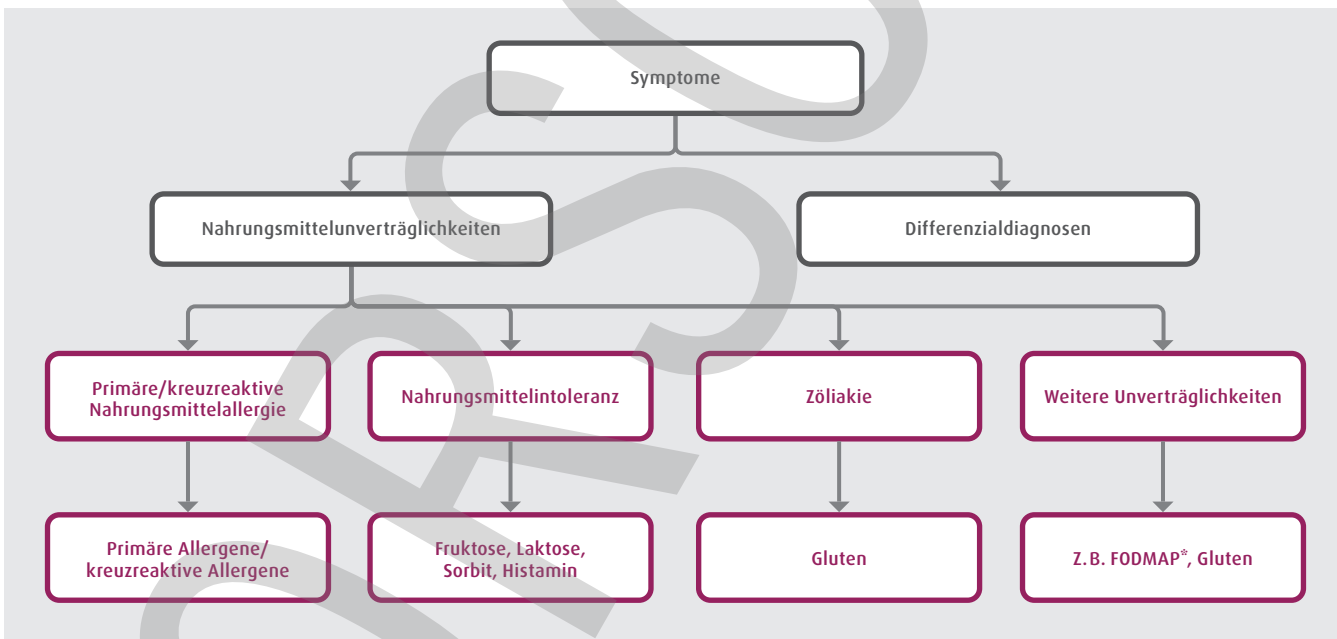 Symptome
Nahrungsmittelunverträglichkeiten
Differenzialdiagnosen
Primäre/kreuzreaktive
Nahrungsmittelallergie
Nahrungsmittelintoleranz
Zöliakie
Weitere Unverträglichkeiten
Primäre Allergene/
kreuzreaktive Allergene
Fruktose, Laktose,
Sorbit, Histamin
Gluten
Z.B. FODMAP*, Gluten